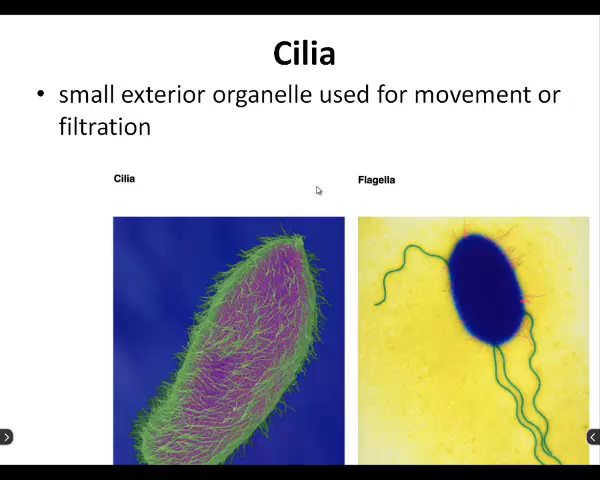 Cilia
• small exterior organelle used for movement or
filtration
Cilia
Flagella